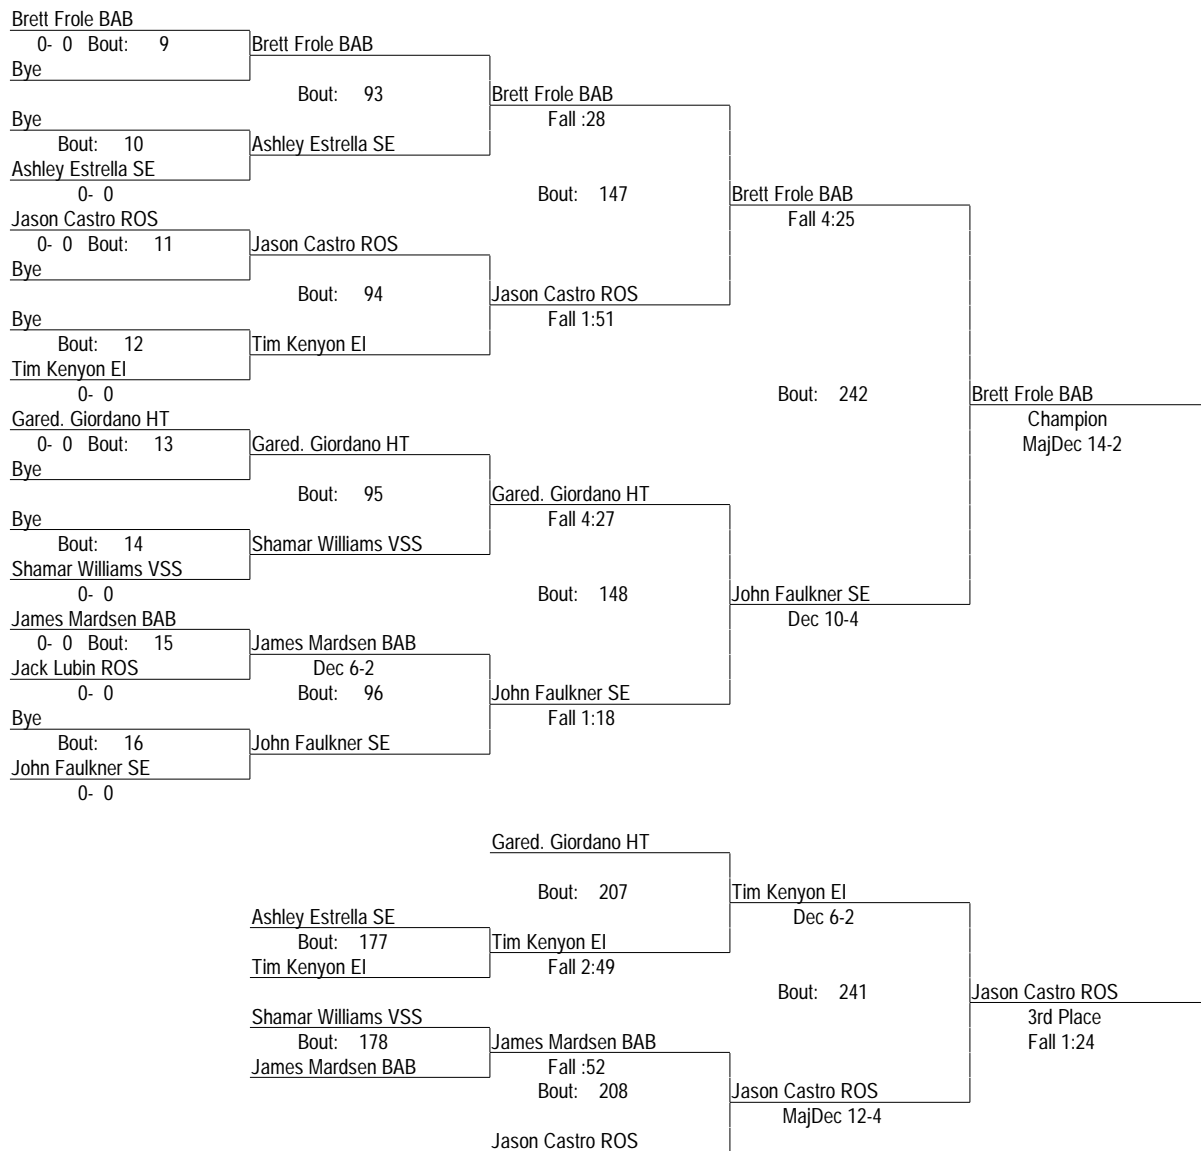 Brett Frole BAB
0- 0 Bout: 9 Brett Frole BAB
Bye
Bout: 93 Brett Frole BAB
Bye Fall :28
Bout: 10 Ashley Estrella SE
Ashley Estrella SE
0- 0 Bout: 147 Brett Frole BAB
Jason Castro ROS Fall 4:25
0- 0 Bout: 11 Jason Castro ROS
Bye
Bout: 94 Jason Castro ROS
Bye Fall 1:51
Bout: 12 Tim Kenyon EI
Tim Kenyon EI
0- 0 Bout: 242 Brett Frole BAB
Gared. Giordano HT Champion
0- 0 Bout: 13 Gared. Giordano HT MajDec 14-2
Bye
Bout: 95 Gared. Giordano HT
Bye Fall 4:27
Bout: 14 Shamar Williams VSS
Shamar Williams VSS
0- 0 Bout: 148 John Faulkner SE
James Mardsen BAB Dec 10-4
0- 0 Bout: 15 James Mardsen BAB
Jack Lubin ROS Dec 6-2
0- 0 Bout: 96 John Faulkner SE
Bye Fall 1:18
Bout: 16 John Faulkner SE
John Faulkner SE
0- 0
Gared. Giordano HT
Bout: 207 Tim Kenyon EI
Ashley Estrella SE Dec 6-2
Bout: 177 Tim Kenyon EI
Tim Kenyon EI Fall 2:49
Bout: 241 Jason Castro ROS
Shamar Williams VSS 3rd Place
Bout: 178 James Mardsen BAB Fall 1:24
James Mardsen BAB Fall :52
Bout: 208 Jason Castro ROS
MajDec 12-4
Jason Castro ROS